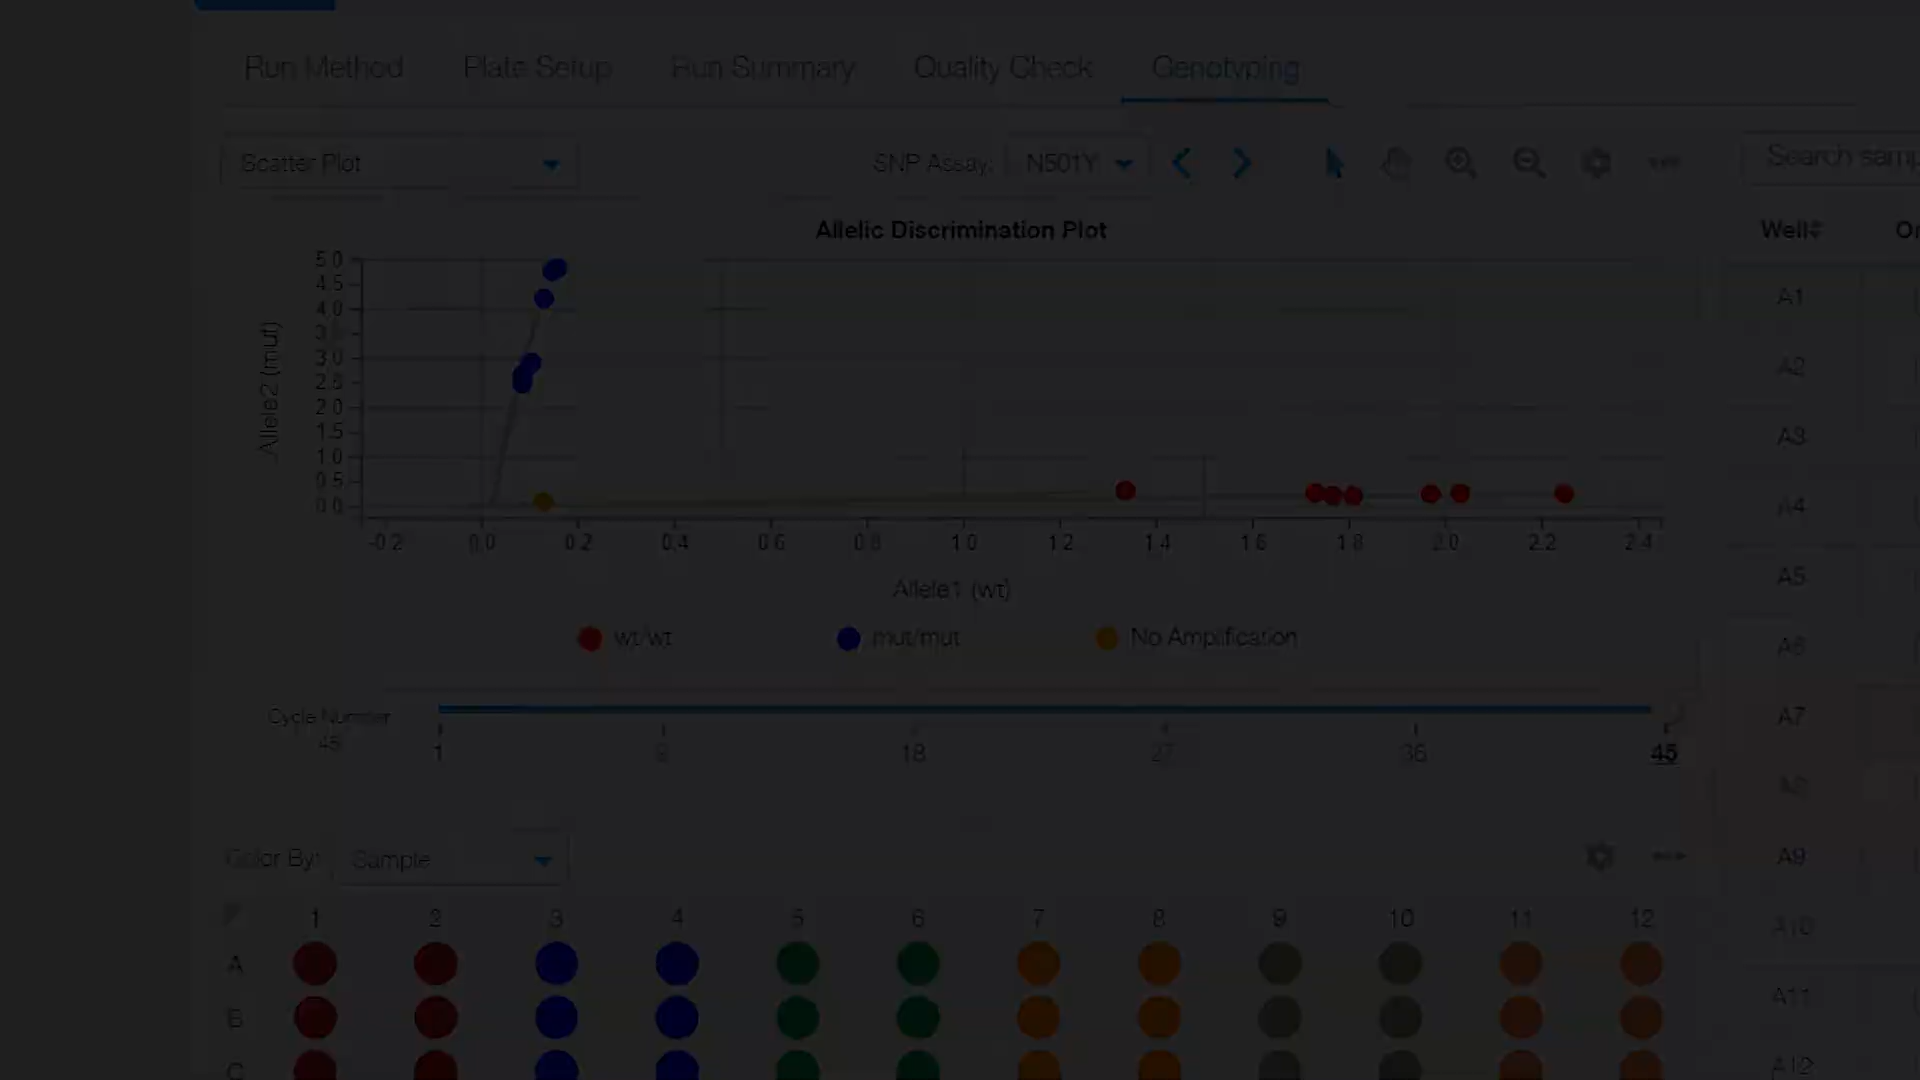 Run Method Plate Setup Run Summary Quality Check Genotyping
Scatter Plot SNP Assay: N501Y
Search samp
Allelic Discrimination Plot
Well
Allele2 (mut)
5.0
4.5
4.0
3.0
2.5
2.0
1.5
1.0
0.5
0.0
-0.2 0.0 0.2 0.4 0.6 0.8 1.0 1.2 1.4 1.6 1.8 2.0 2.2 2.4
Allele1 (wt)
wt/wt mut/mut No Amplification
Cycle Number
45
1 9 18 27 36 45
Color By: Sample
1 2 3 4 5 6 7 8 9 10 11 12
A
B
C
A1
A2
A3
A4
A5
A6
A7
A8
A9
A10
A11
A12